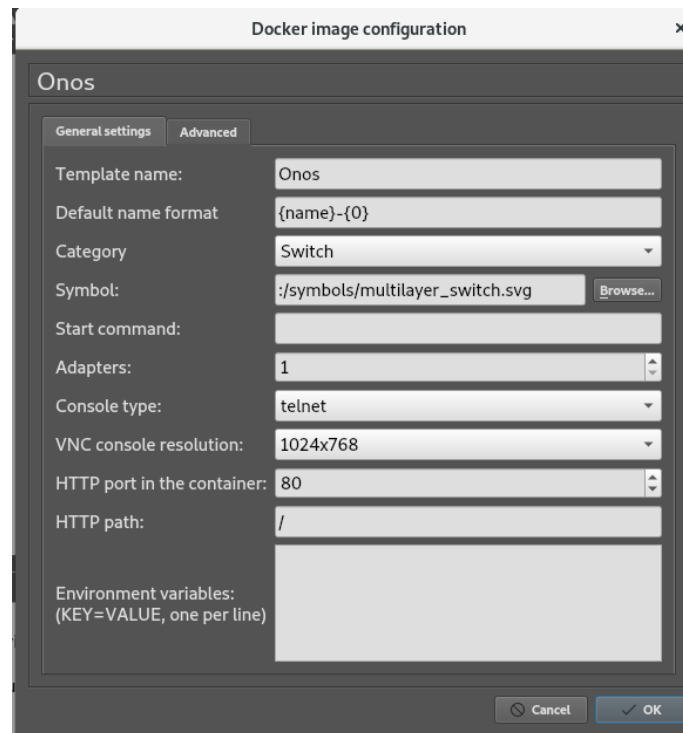 Docker image configuration
Onos
General settings Advanced
Template name: Onos
Default name format {name}-{0}
Category Switch
Symbol: :/symbols/multilayer_switch.svg Browse...
Start command:
Adapters: 1
Console type: telnet
VNC console resolution: 1024x768
HTTP port in the container: 80
HTTP path: /
Environment variables:
(KEY=VALUE, one per line)
Cancel OK